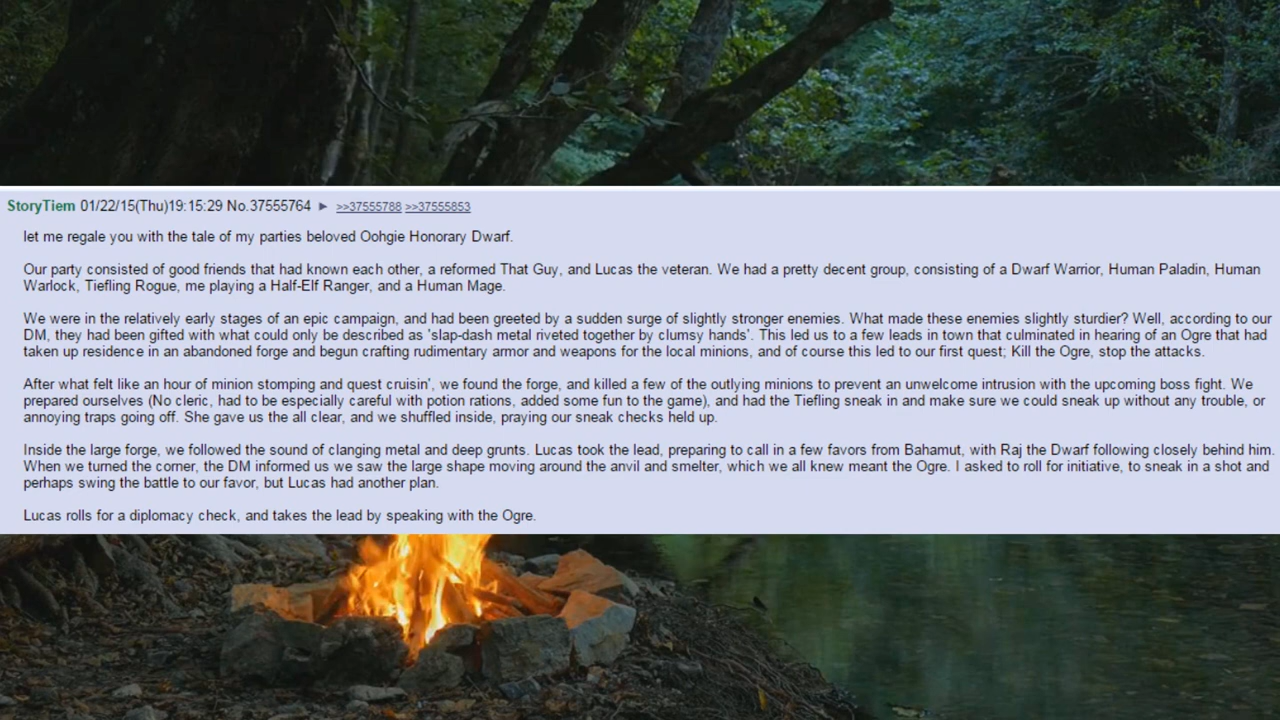 StoryTiem 01/22/15(Thu)19:15:29 No.37555764 ► >>37555788 >>37555853
let me regale you with the tale of my parties beloved Oohgie Honorary Dwarf.
Our party consisted of good friends that had known each other, a reformed That Guy, and Lucas the veteran. We had a pretty decent group, consisting of a Dwarf Warrior, Human Paladin, Human
Warlock, Tiefling Rogue, me playing a Half-Elf Ranger, and a Human Mage.
We were in the relatively early stages of an epic campaign, and had been greeted by a sudden surge of slightly stronger enemies. What made these enemies slightly sturdier? Well, according to our
DM, they had been gifted with what could only be described as 'slap-dash metal riveted together by clumsy hands'. This led us to a few leads in town that culminated in hearing of an Ogre that had
taken up residence in an abandoned forge and begun crafting rudimentary armor and weapons for the local minions, and of course this led to our first quest; Kill the Ogre, stop the attacks.
After what felt like an hour of minion stomping and quest cruisin', we found the forge, and killed a few of the outlying minions to prevent an unwelcome intrusion with the upcoming boss fight. We
prepared ourselves (No cleric, had to be especially careful with potion rations, added some fun to the game), and had the Tiefling sneak in and make sure we could sneak up without any trouble, or
annoying traps going off. She gave us the all clear, and we shuffled inside, praying our sneak checks held up.
Inside the large forge, we followed the sound of clanging metal and deep grunts. Lucas took the lead, preparing to call in a few favors from Bahamut, with Raj the Dwarf following closely behind him.
When we turned the corner, the DM informed us we saw the large shape moving around the anvil and smelter, which we all knew meant the Ogre. I asked to roll for initiative, to sneak in a shot and
perhaps swing the battle to our favor, but Lucas had another plan.
Lucas rolls for a diplomacy check, and takes the lead by speaking with the Ogre.